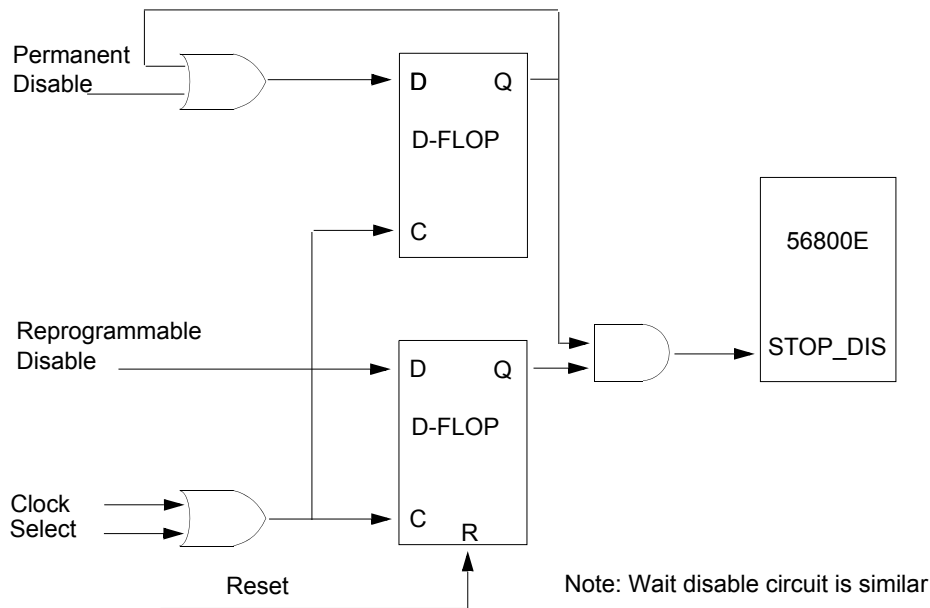 Permanent
Disable
D Q
D-FLOP
C
56800E
STOP_DIS
Reprogrammable
Disable
D Q
D-FLOP
C
R
Clock
Select
Reset
Note: Wait disable circuit is similar